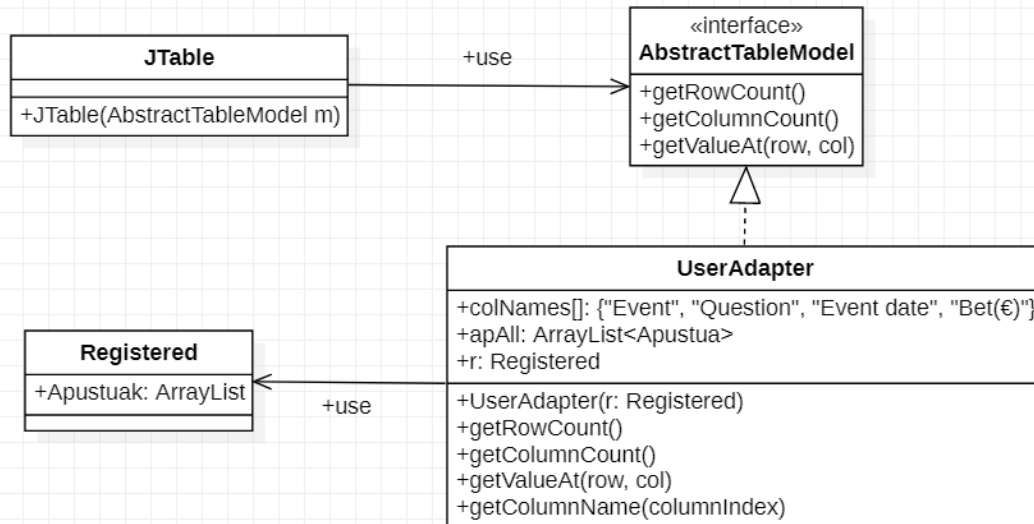 JTable
+JTable(AbstractTableModel m)
+use
«interface»
AbstractTableModel
+getRowCount()
+getColumnCount()
+getValueAt(row, col)
Registered
+Apustuak: ArrayList
+use
UserAdapter
+colNames[]: {"Event", "Question", "Event date", "Bet(€)"}
+apAll: ArrayList<Apustua>
+r: Registered
+UserAdapter(r: Registered)
+getRowCount()
+getColumnCount()
+getValueAt(row, col)
+getColumnName(columnIndex)